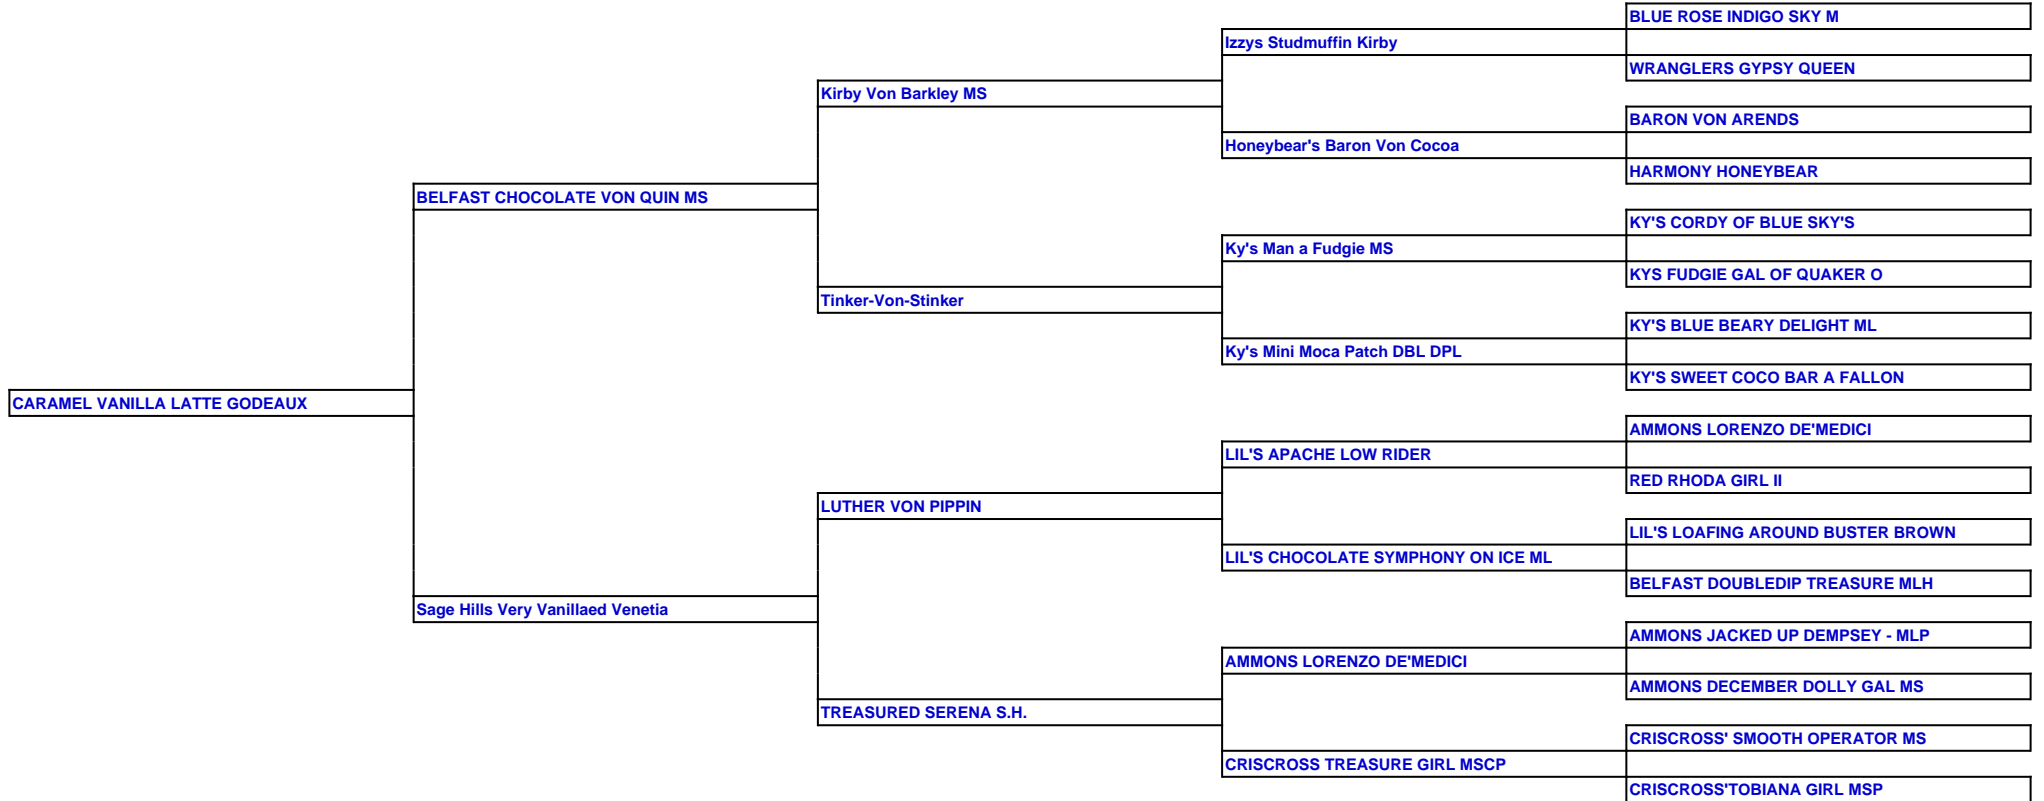 BLUE ROSE INDIGO SKY M
Izzys Studmuffin Kirby
WRANGLERS GYPSY QUEEN
Kirby Von Barkley MS
BARON VON ARENDS
Honeybear's Baron Von Cocoa
HARMONY HONEYBEAR
BELFAST CHOCOLATE VON QUIN MS
KY'S CORDY OF BLUE SKY'S
Ky's Man a Fudgie MS
KYS FUDGIE GAL OF QUAKER O
Tinker-Von-Stinker
KY'S BLUE BEARY DELIGHT ML
Ky's Mini Moca Patch DBL DPL
KY'S SWEET COCO BAR A FALLON
CARAMEL VANILLA LATTE GODEAUX
AMMONS LORENZO DE'MEDICI
LIL'S APACHE LOW RIDER
RED RHODA GIRL II
LUTHER VON PIPPIN
LIL'S LOAFING AROUND BUSTER BROWN
LIL'S CHOCOLATE SYMPHONY ON ICE ML
BELFAST DOUBLEDIP TREASURE MLH
Sage Hills Very Vanillaed Venetia
AMMONS JACKED UP DEMPSEY - MLP
AMMONS LORENZO DE'MEDICI
AMMONS DECEMBER DOLLY GAL MS
TREASURED SERENA S.H.
CRISCROSS' SMOOTH OPERATOR MS
CRISCROSS TREASURE GIRL MSCP
CRISCROSS'TOBIANA GIRL MSP